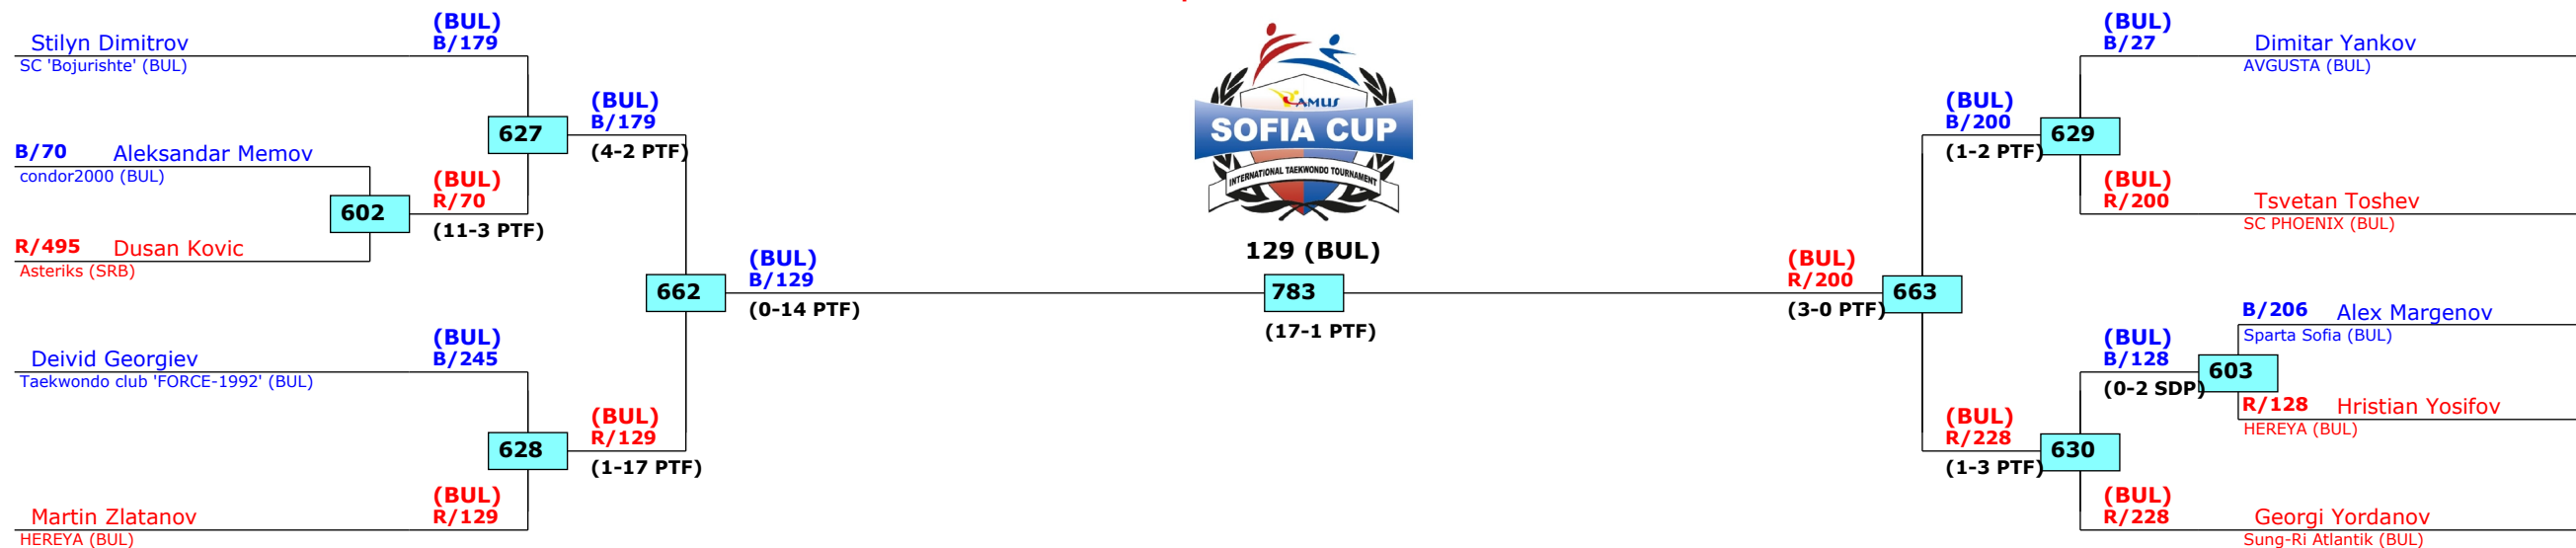 (BUL)
B/179
Stilyn Dimitrov
SC 'Bojurishte' (BUL)
B/70 Aleksandar Memov
condor2000 (BUL)
R/495 Dusan Kovic
Asteriks (SRB)
602
(BUL)
R/70
(11-3 PTF)
627
(BUL)
B/179
(4-2 PTF)
Deivid Georgiev
(BUL)
B/245
Taekwondo club 'FORCE-1992' (BUL)
Martin Zlatanov
(BUL)
R/129
HEREYA (BUL)
628
(BUL)
R/129
(1-17 PTF)
662
(BUL)
B/129
(0-14 PTF)
AMUS
SOFIA CUP
INTERNATIONAL TAEKWONDO TOURNAMENT
129 (BUL)
783
(17-1 PTF)
(BUL)
R/200
(3-0 PTF)
663
(BUL)
B/200
(1-2 PTF)
629
(BUL)
B/27
Dimitar Yankov
AVGUSTA (BUL)
(BUL)
R/200
Tsvetan Toshev
SC PHOENIX (BUL)
B/206 Alex Margenov
Sparta Sofia (BUL)
603
(BUL)
B/128
(0-2 SDP)
R/128 Hristian Yosifov
HEREYA (BUL)
(BUL)
R/228
(1-3 PTF)
630
(BUL)
R/228
Georgi Yordanov
Sung-Ri Atlantik (BUL)